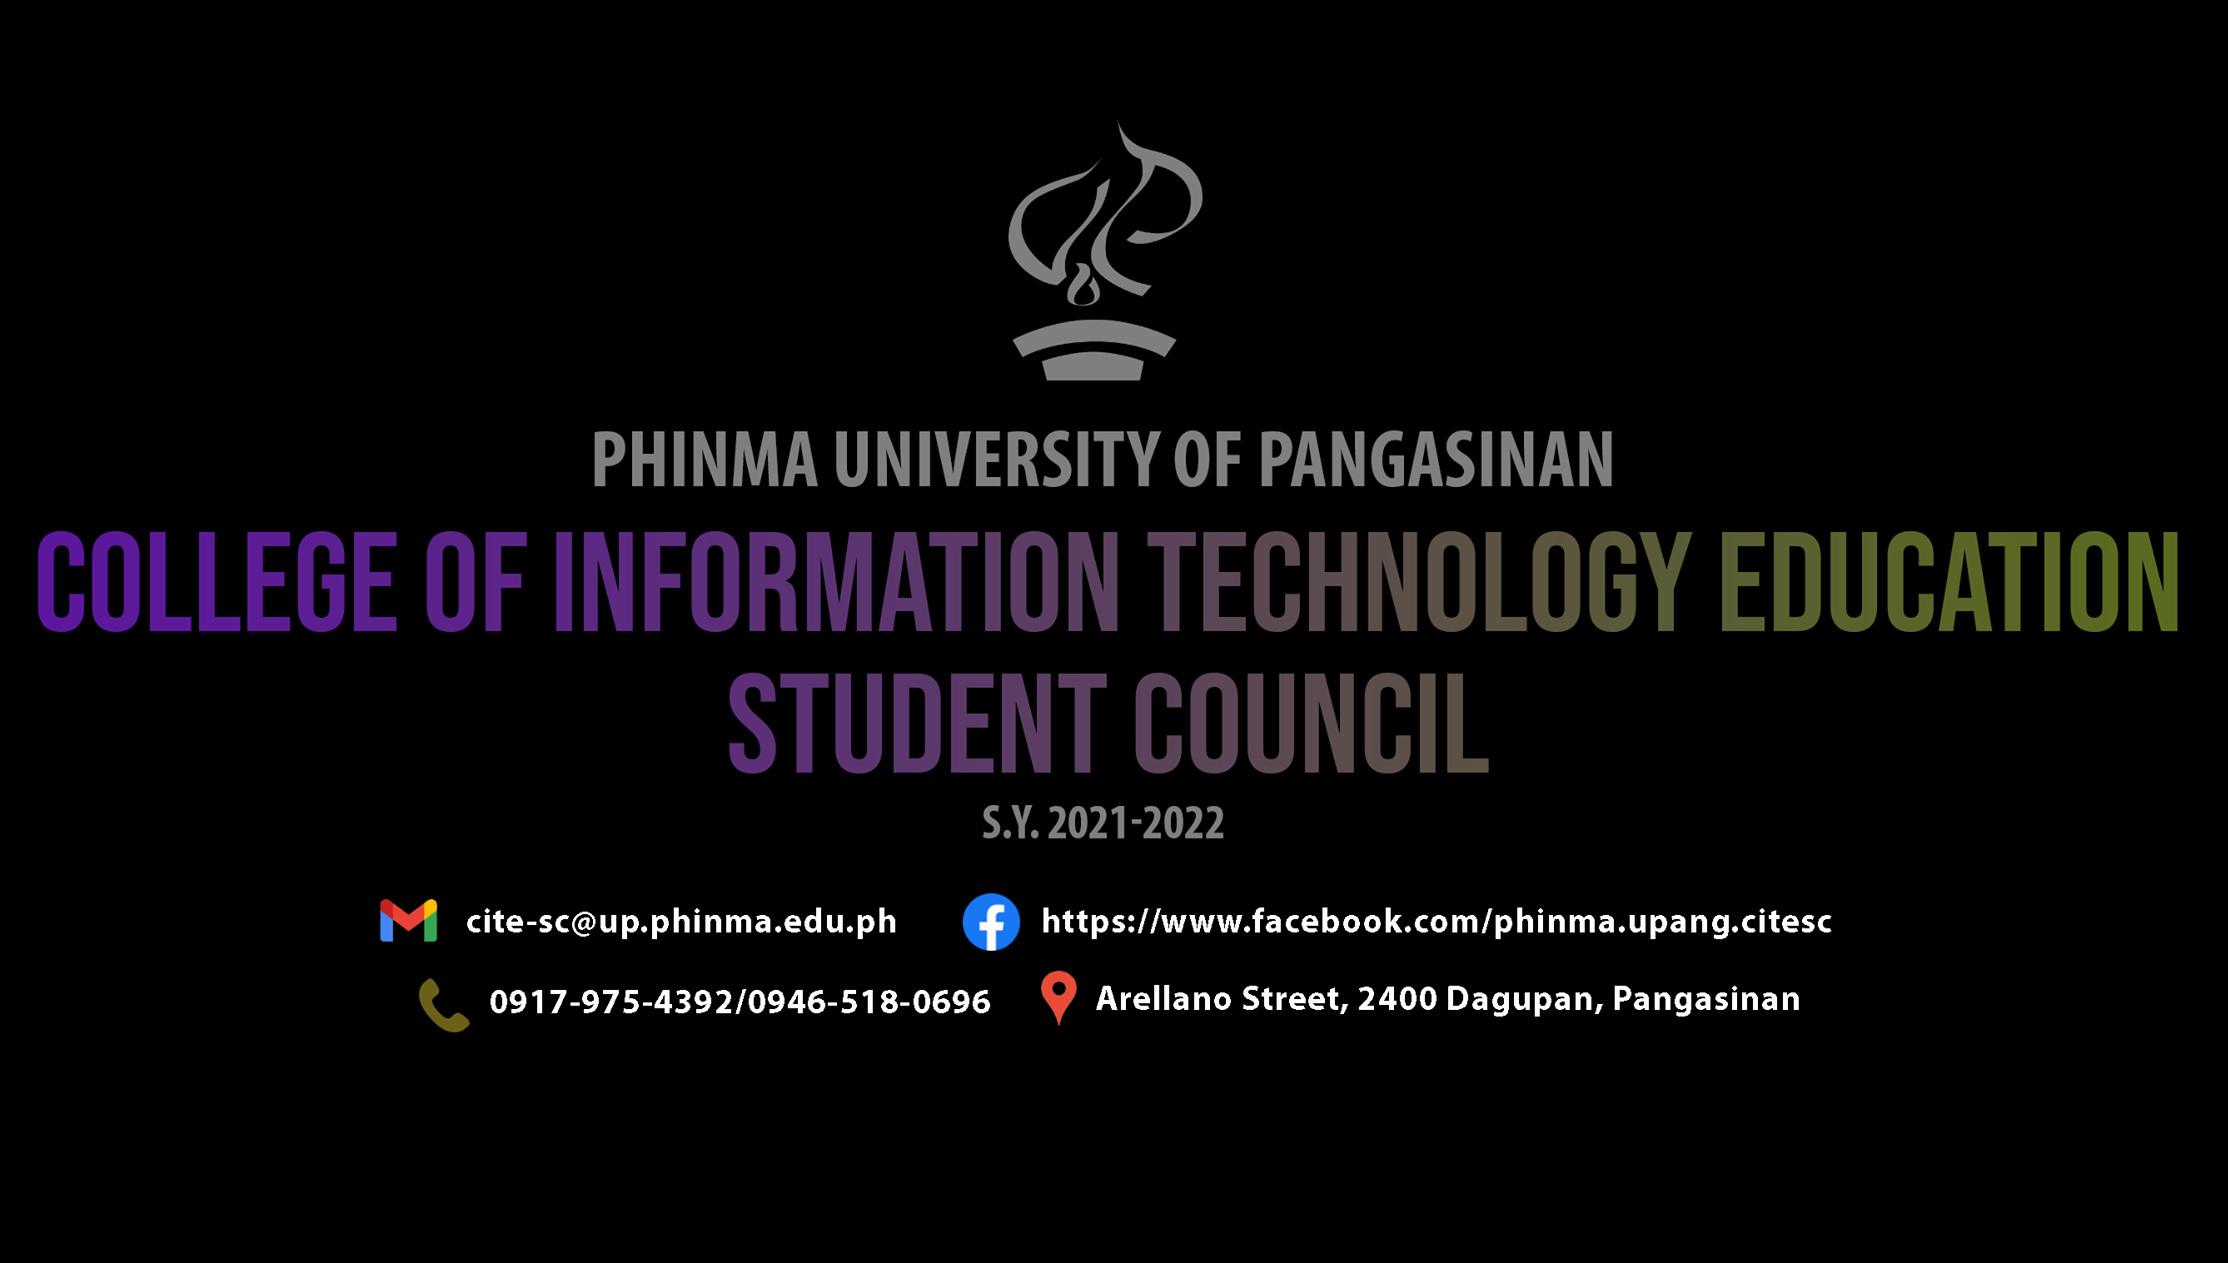 PHINMA UNIVERSITY OF PANGASINAN
COLLEGE OF INFORMATION TECHNOLOGY EDUCATION
STUDENT COUNCIL
S.Y. 2021-2022
cite-sc@up.phinma.edu.ph
https://www.facebook.com/phinma.upang.citesc
0917-975-4392/0946-518-0696
Arellano Street, 2400 Dagupan, Pangasinan